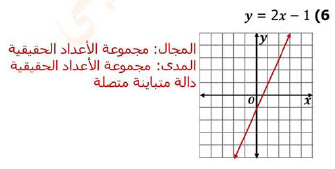 6) y = 2x − 1
المجال: مجموعة الأعداد الحقيقية
المدى: مجموعة الأعداد الحقيقية
دالة متباينة متصلة
y
O
x